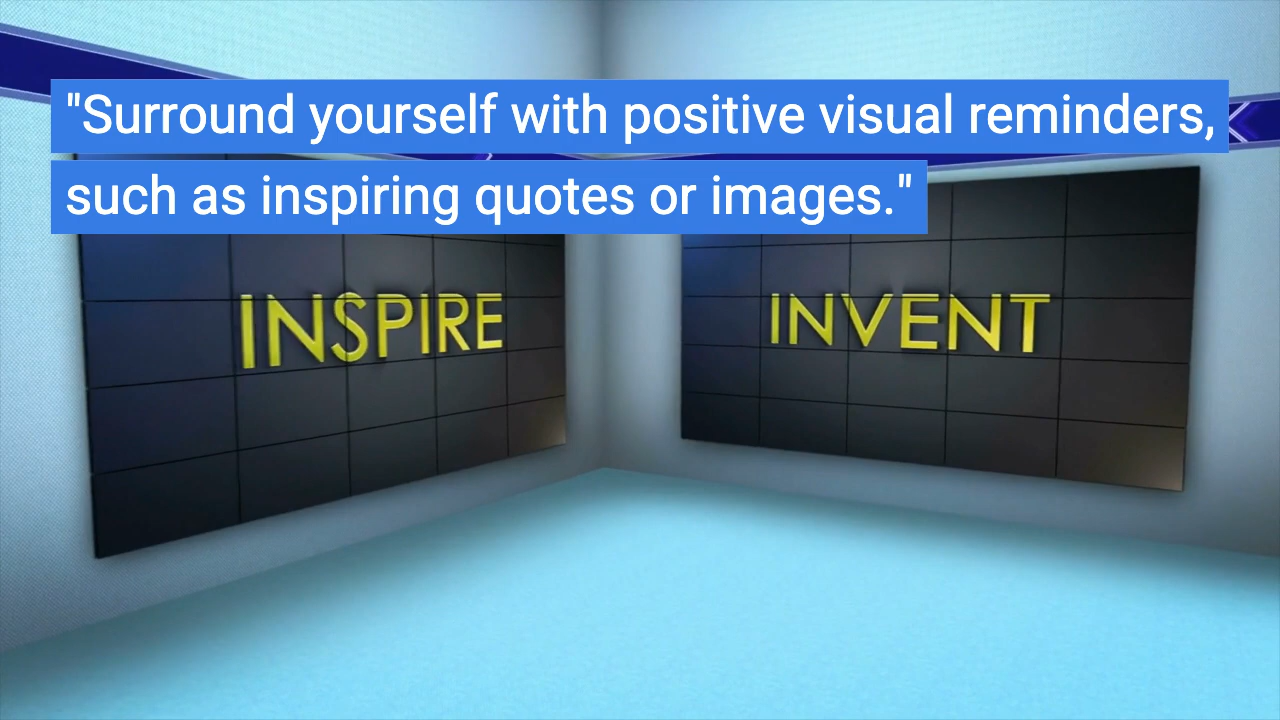 "Surround yourself with positive visual reminders,
such as inspiring quotes or images."
INSPIRE
INVENT